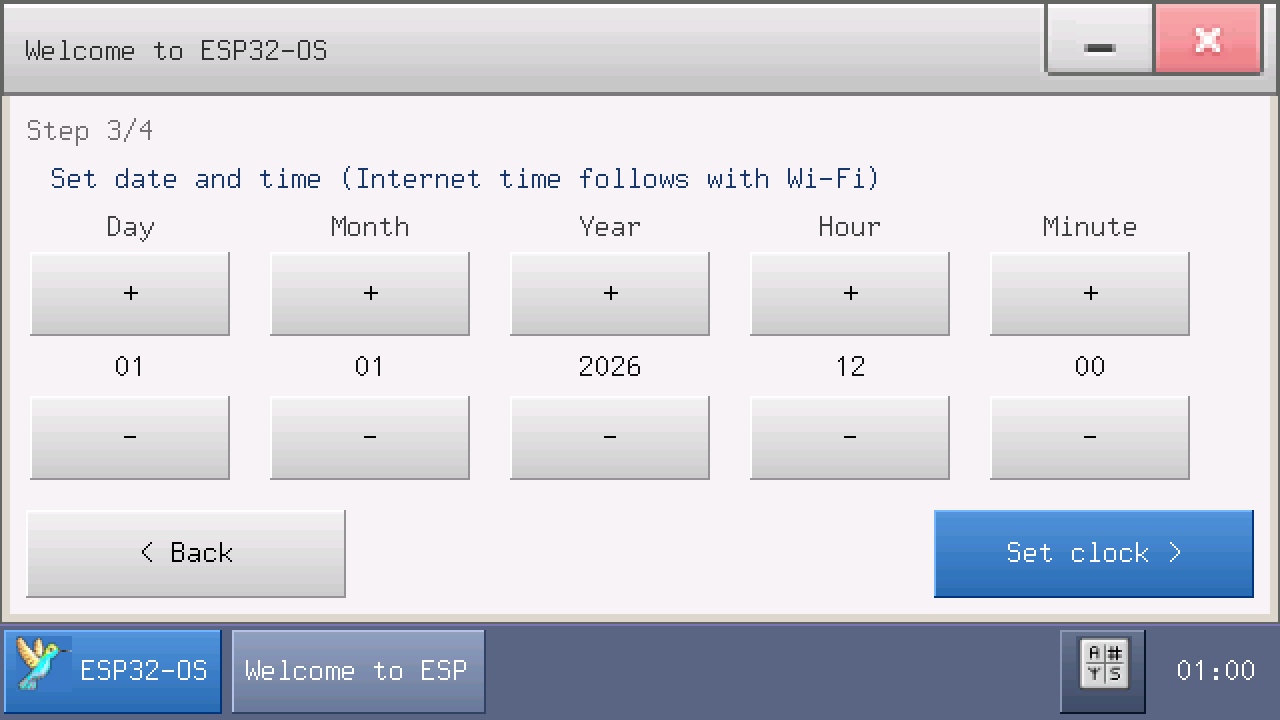 Welcome to ESP32-OS
Step 3/4
Set date and time (Internet time follows with Wi-Fi)
Day Month Year Hour Minute
+ + + + +
01 01 2026 12 00
- - - - -
< Back Set clock >
ESP32-OS Welcome to ESP A # Y S 01:00